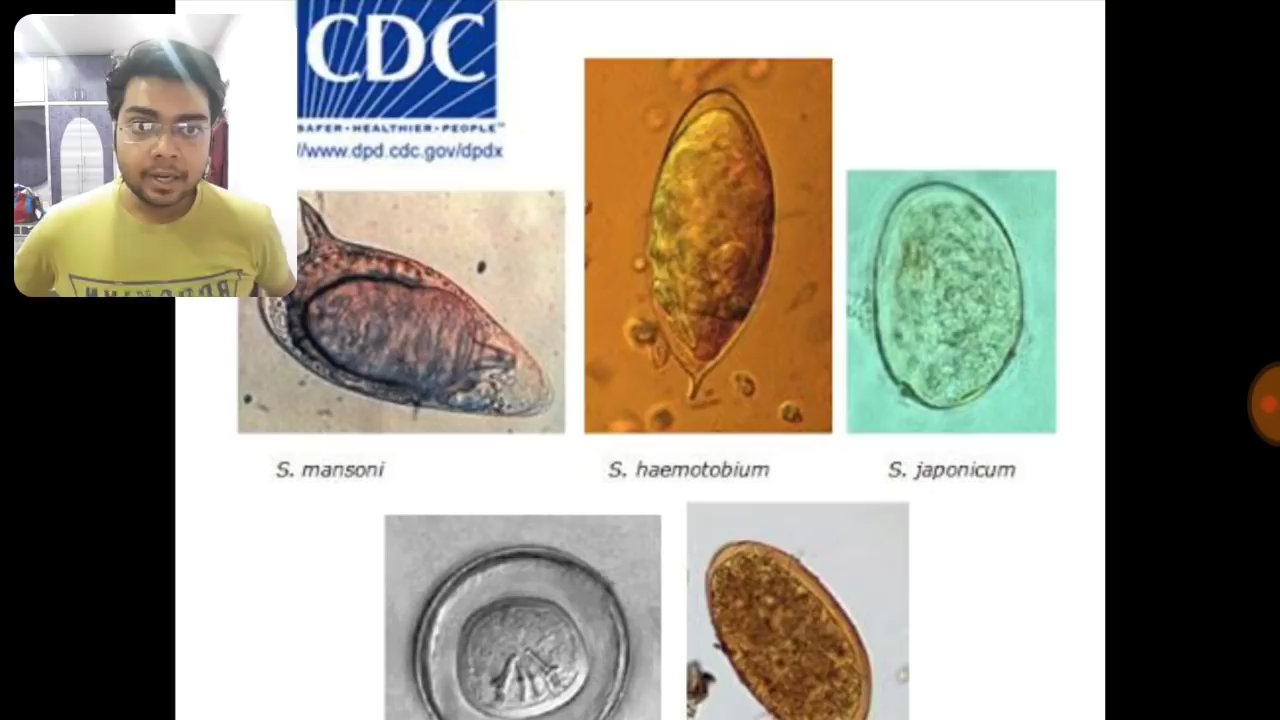 CDC
SAFER • HEALTHIER • PEOPLE™
//www.dpd.cdc.gov/dpdx
S. mansoni
S. haemotobium
S. japonicum